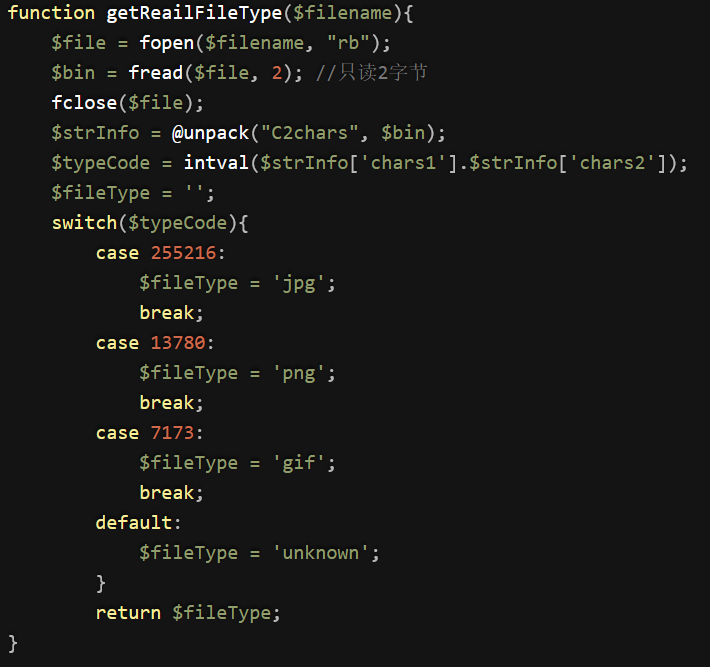 function getReailFileType($filename){
    $file = fopen($filename, "rb");
    $bin = fread($file, 2); //只读2字节
    fclose($file);
    $strInfo = @unpack("C2chars", $bin);
    $typeCode = intval($strInfo['chars1'].$strInfo['chars2']);
    $fileType = '';
    switch($typeCode){
        case 255216:
            $fileType = 'jpg';
            break;
        case 13780:
            $fileType = 'png';
            break;
        case 7173:
            $fileType = 'gif';
            break;
        default:
            $fileType = 'unknown';
        }
        return $fileType;
}